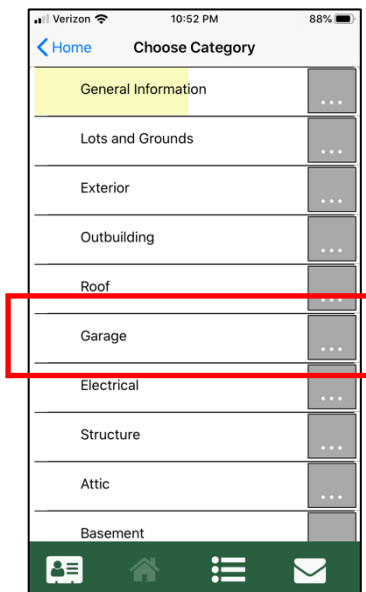 Verizon 10:52 PM 88%
Home Choose Category
General Information
...
Lots and Grounds
...
Exterior
...
Outbuilding
...
Roof
...
Garage
...
Electrical
...
Structure
...
Attic
...
Basement